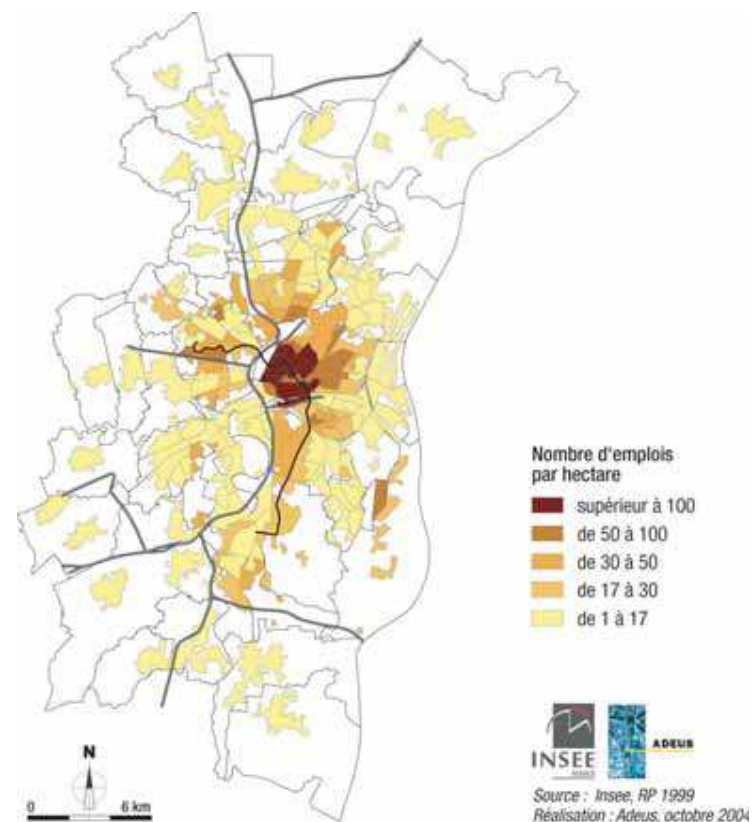 Nombre d'emplois
par hectare
supérieur à 100
de 50 à 100
de 30 à 50
de 17 à 30
de 1 à 17
N
0 6 km
INSEE
ADEUS
Source : Insee, RP 1999
Réalisation : Adeus, octobre 2004